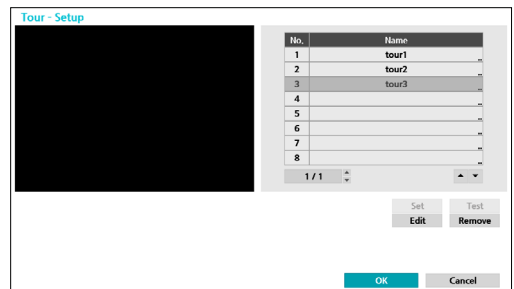 Tour - Setup
No. Name
1 tour1 ...
2 tour2 ...
3 tour3 ...
4 ...
5 ...
6 ...
7 ...
8 ...
1 / 1
Set Test
Edit Remove
OK Cancel